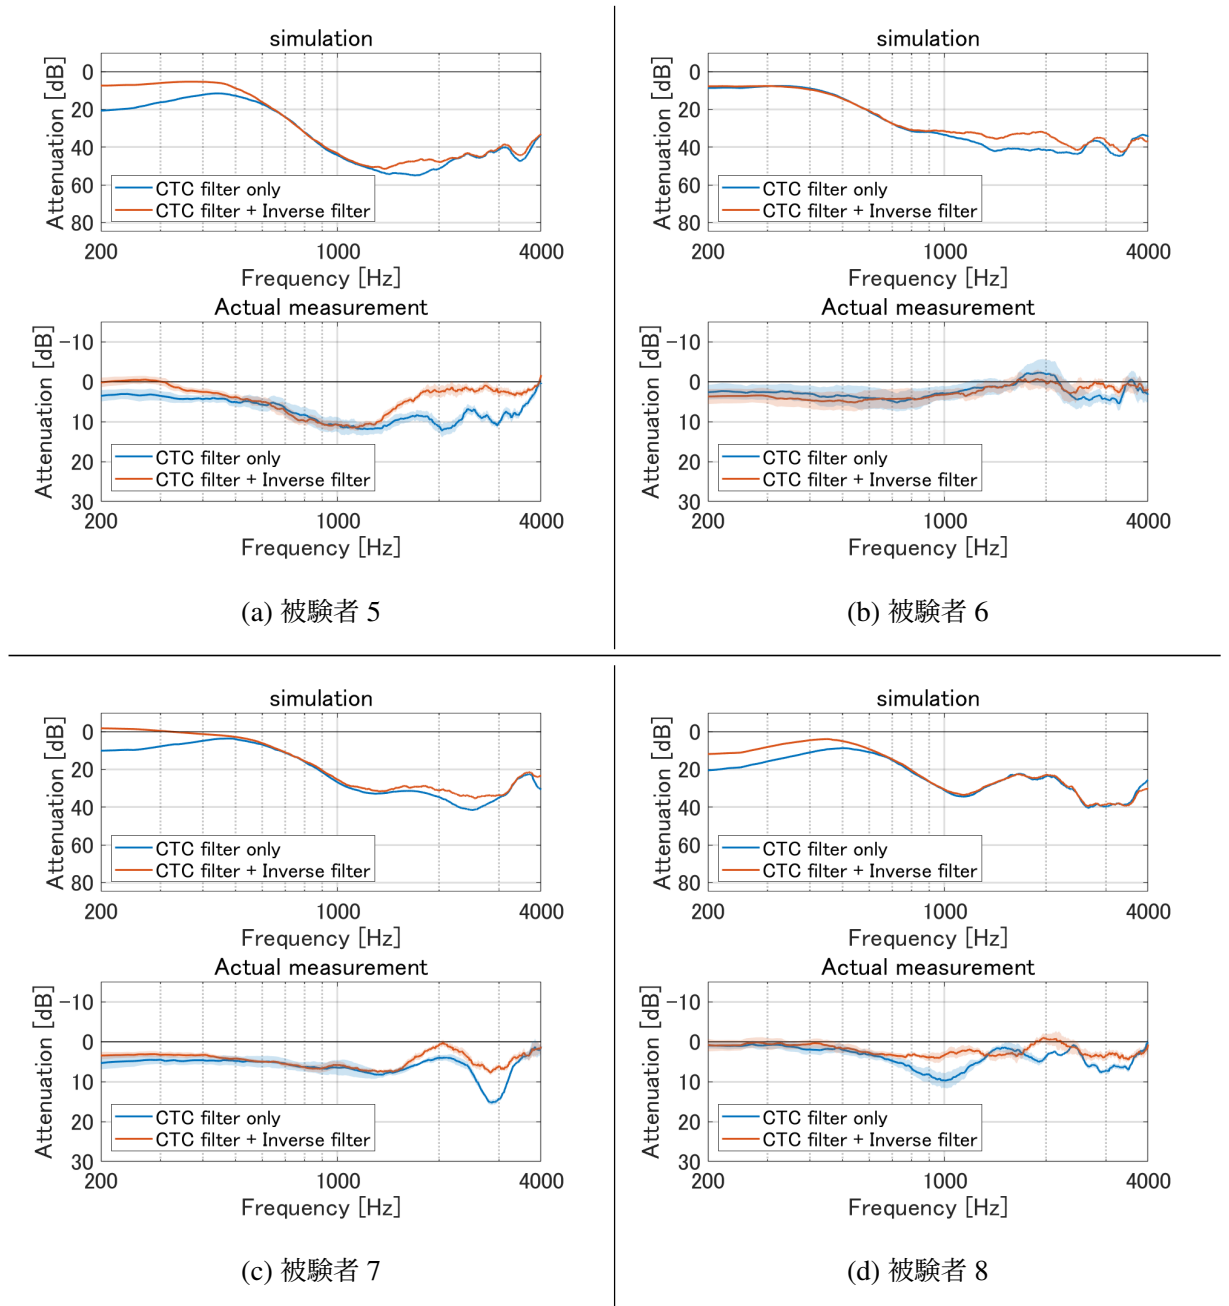 simulation
Attenuation [dB]
0
20
40
60
80
CTC filter only
CTC filter + Inverse filter
200
1000
4000
Frequency [Hz]
Actual measurement
Attenuation [dB]
-10
0
10
20
30
CTC filter only
CTC filter + Inverse filter
200
1000
4000
Frequency [Hz]
(a) 被験者 5
simulation
Attenuation [dB]
0
20
40
60
80
CTC filter only
CTC filter + Inverse filter
200
1000
4000
Frequency [Hz]
Actual measurement
Attenuation [dB]
-10
0
10
20
30
CTC filter only
CTC filter + Inverse filter
200
1000
4000
Frequency [Hz]
(b) 被験者 6
simulation
Attenuation [dB]
0
20
40
60
80
CTC filter only
CTC filter + Inverse filter
200
1000
4000
Frequency [Hz]
Actual measurement
Attenuation [dB]
-10
0
10
20
30
CTC filter only
CTC filter + Inverse filter
200
1000
4000
Frequency [Hz]
(c) 被験者 7
simulation
Attenuation [dB]
0
20
40
60
80
CTC filter only
CTC filter + Inverse filter
200
1000
4000
Frequency [Hz]
Actual measurement
Attenuation [dB]
-10
0
10
20
30
CTC filter only
CTC filter + Inverse filter
200
1000
4000
Frequency [Hz]
(d) 被験者 8